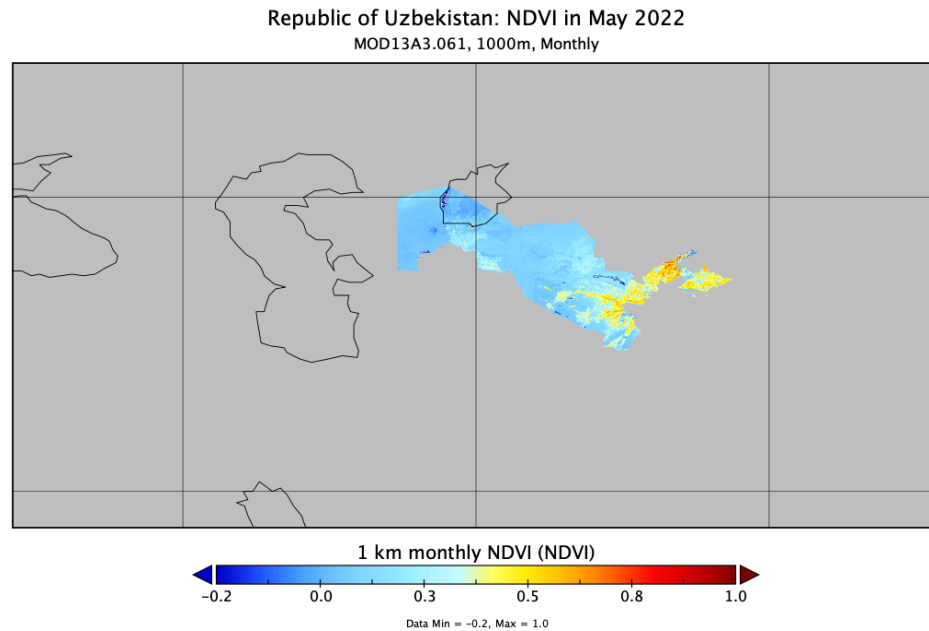 Republic of Uzbekistan: NDVI in May 2022
MOD13A3.061, 1000m, Monthly
1 km monthly NDVI (NDVI)
−0.2 0.0 0.3 0.5 0.8 1.0
Data Min = −0.2, Max = 1.0